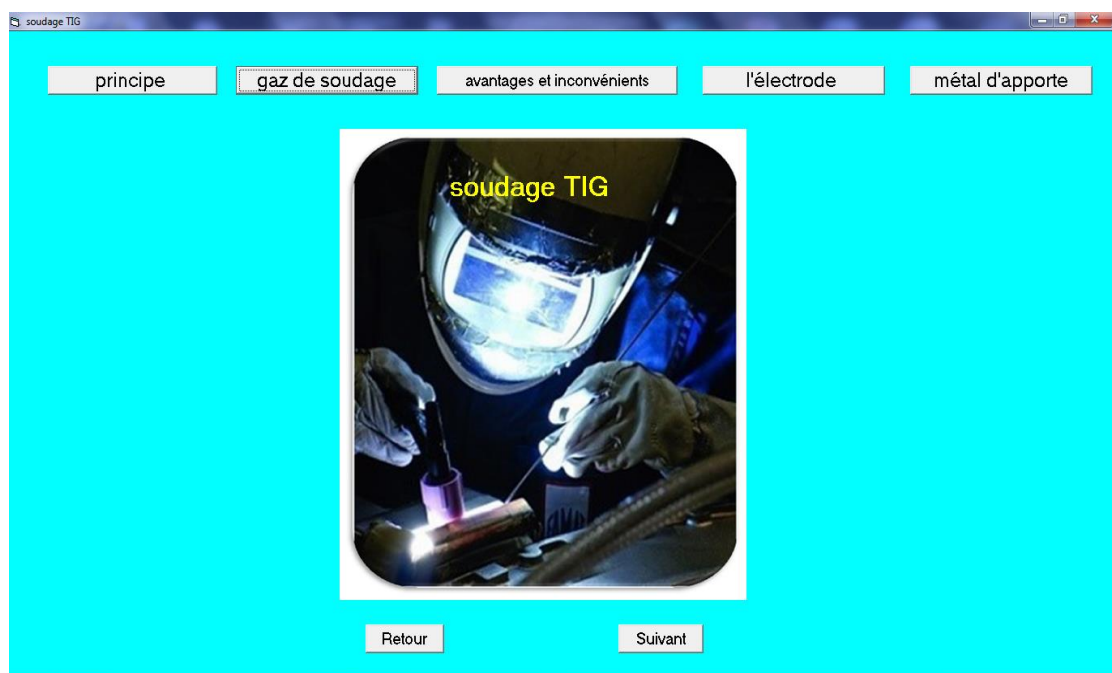 soudage TIG
principe
gaz de soudage
avantages et inconvénients
l'électrode
métal d'apporte
soudage TIG
Retour
Suivant